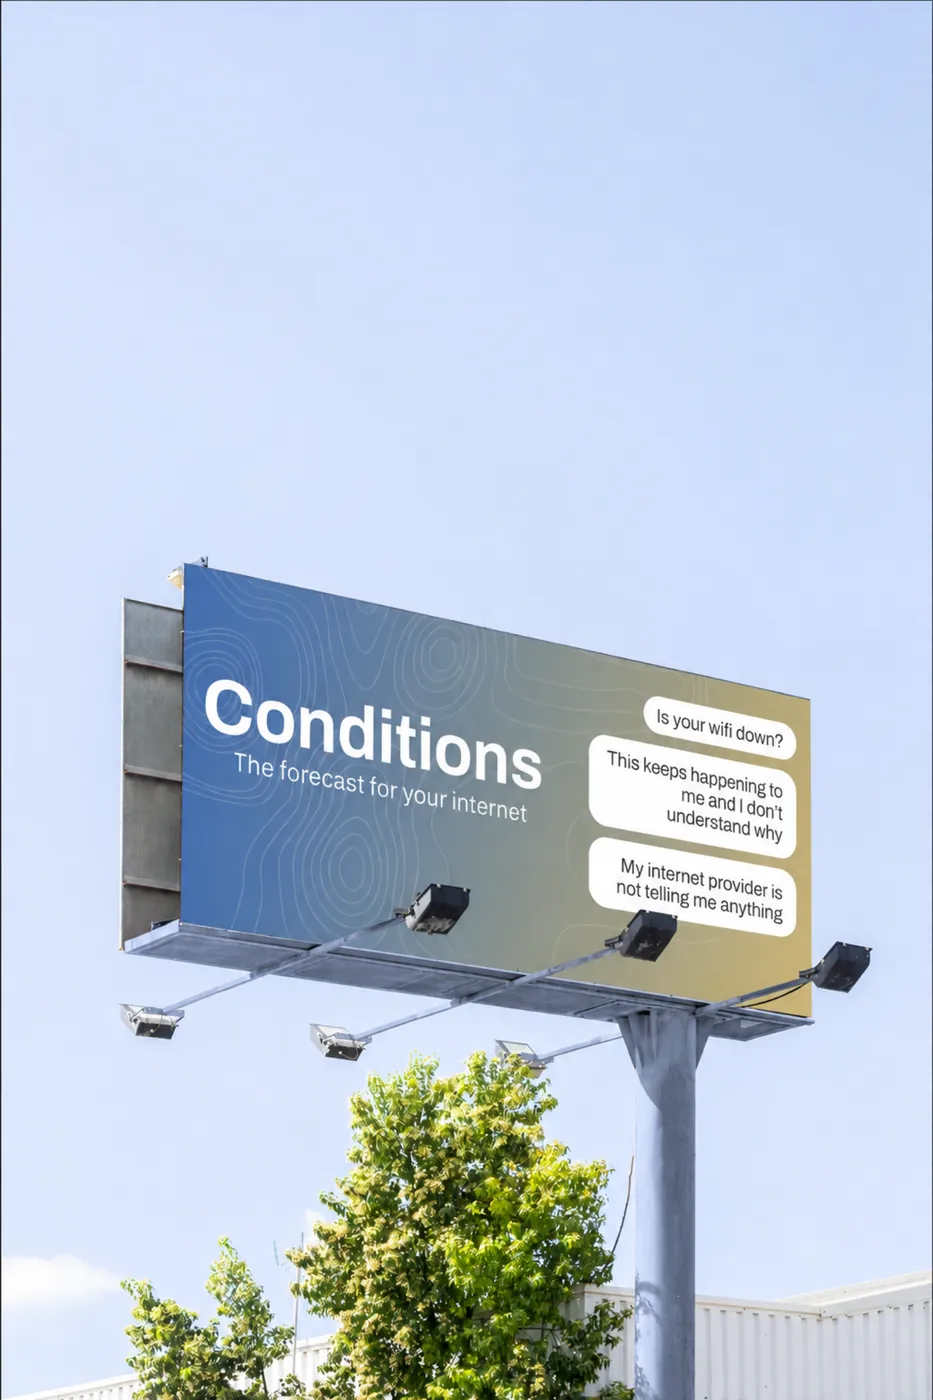 Conditions
The forecast for your internet
Is your wifi down?
This keeps happening to
me and I don't
understand why
My internet provider is
not telling me anything